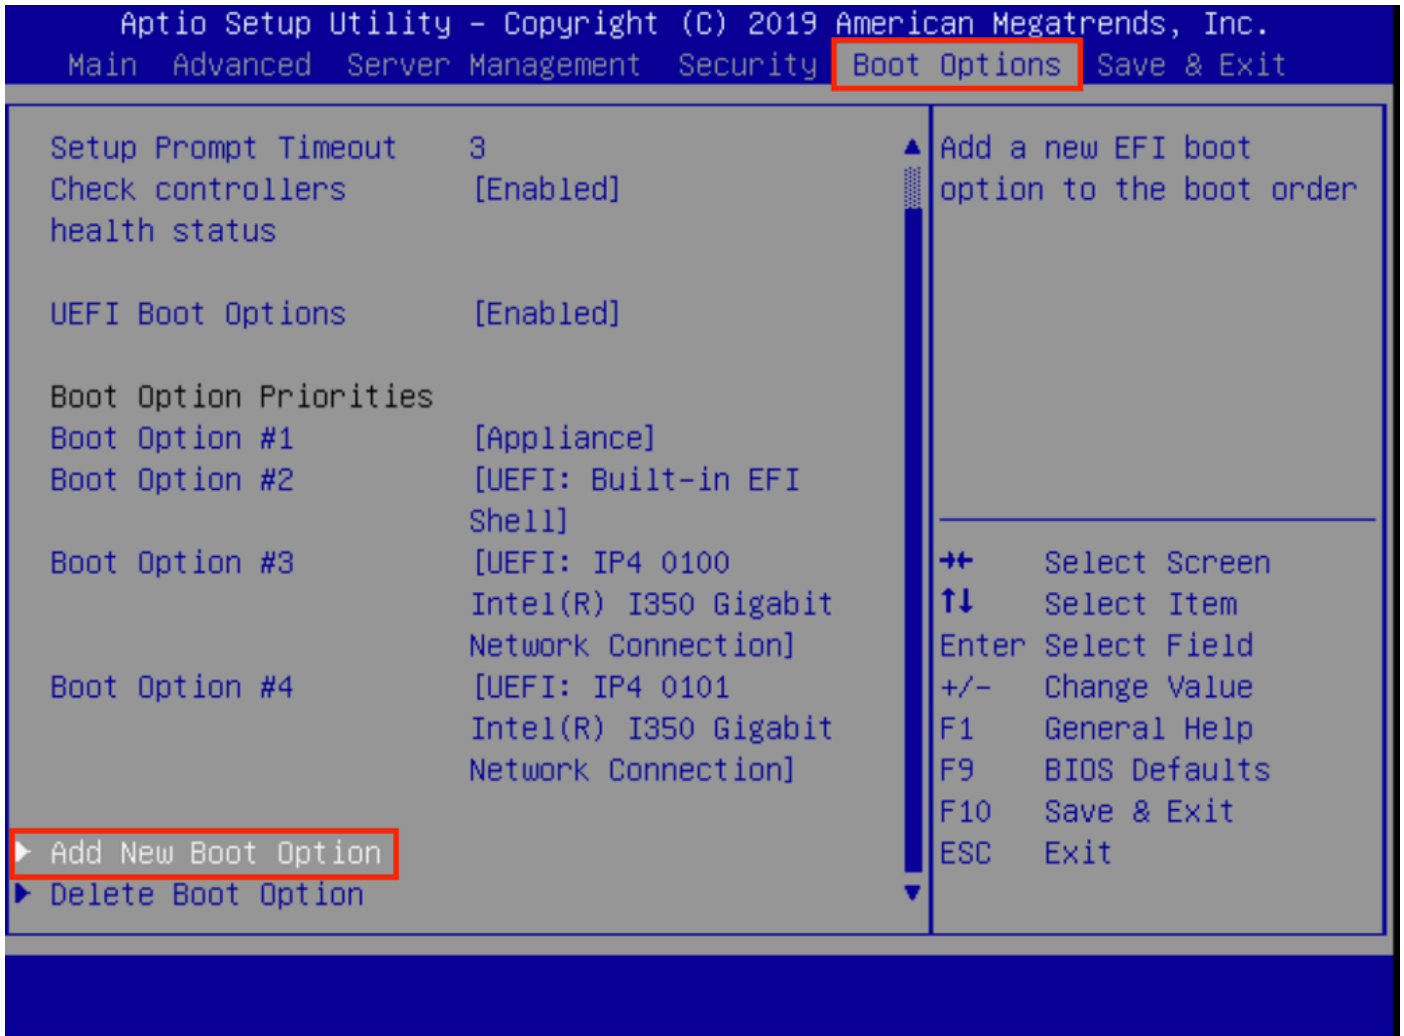 Aptio Setup Utility – Copyright (C) 2019 American Megatrends, Inc.
Main Advanced Server Management Security Boot Options Save & Exit
Setup Prompt Timeout 3
Check controllers [Enabled]
health status
UEFI Boot Options [Enabled]
Boot Option Priorities
Boot Option #1 [Appliance]
Boot Option #2 [UEFI: Built-in EFI
Shell]
Boot Option #3 [UEFI: IP4 0100
Intel(R) I350 Gigabit
Network Connection]
Boot Option #4 [UEFI: IP4 0101
Intel(R) I350 Gigabit
Network Connection]
Add New Boot Option
Delete Boot Option
Add a new EFI boot
option to the boot order
→← Select Screen
↑↓ Select Item
Enter Select Field
+/- Change Value
F1 General Help
F9 BIOS Defaults
F10 Save & Exit
ESC Exit